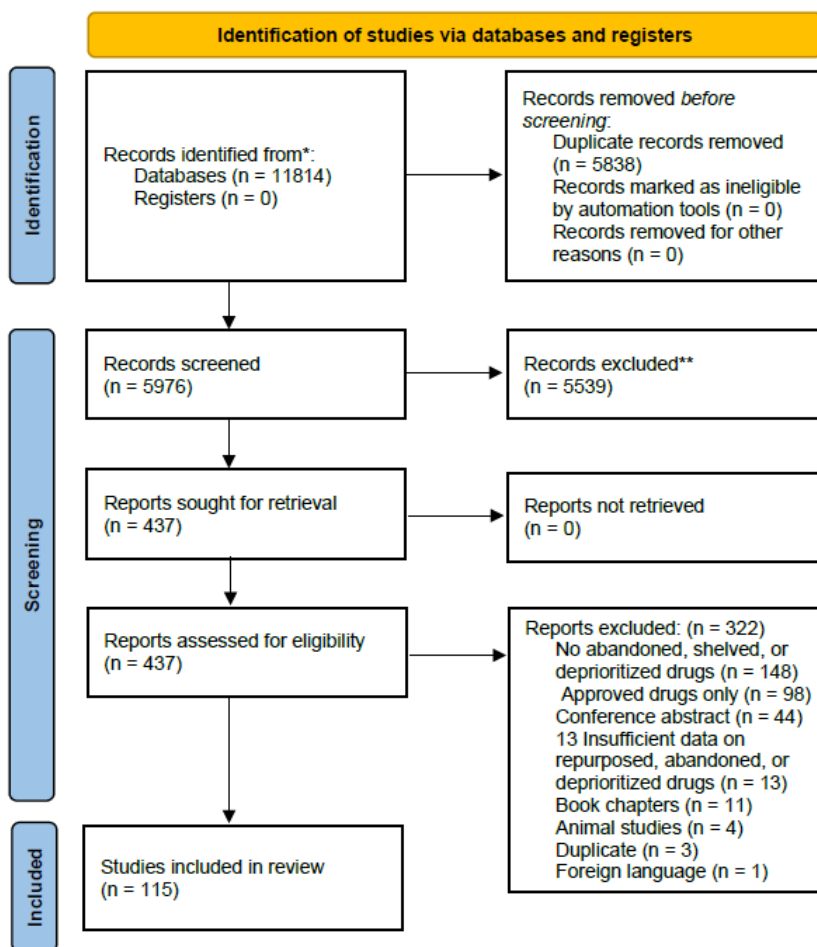 Identification of studies via databases and registers
Identification
Records identified from*:
Databases (n = 11814)
Registers (n = 0)
Records removed before
screening:
Duplicate records removed
(n = 5838)
Records marked as ineligible
by automation tools (n = 0)
Records removed for other
reasons (n = 0)
Screening
Records screened
(n = 5976)
Records excluded**
(n = 5539)
Reports sought for retrieval
(n = 437)
Reports not retrieved
(n = 0)
Reports assessed for eligibility
(n = 437)
Reports excluded: (n = 322)
No abandoned, shelved, or
deprioritized drugs (n = 148)
Approved drugs only (n = 98)
Conference abstract (n = 44)
13 Insufficient data on
repurposed, abandoned, or
deprioritized drugs (n = 13)
Book chapters (n = 11)
Animal studies (n = 4)
Duplicate (n = 3)
Foreign language (n = 1)
Included
Studies included in review
(n = 115)